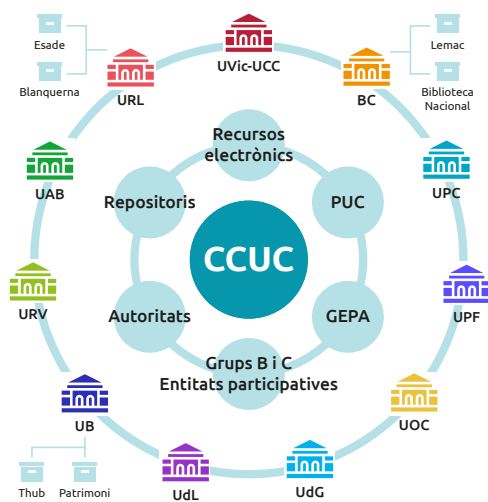 Esade
Blanquerna
URL
UVic-UCC
BC
Lemac
Biblioteca
Nacional
UAB
UPC
Recursos
electrònics
Repositoris
PUC
CCUC
Autoritats
GEPA
Grups B i C
Entitats participatives
URV
UPF
UB
UOC
Thub
Patrimoni
UdL
UdG